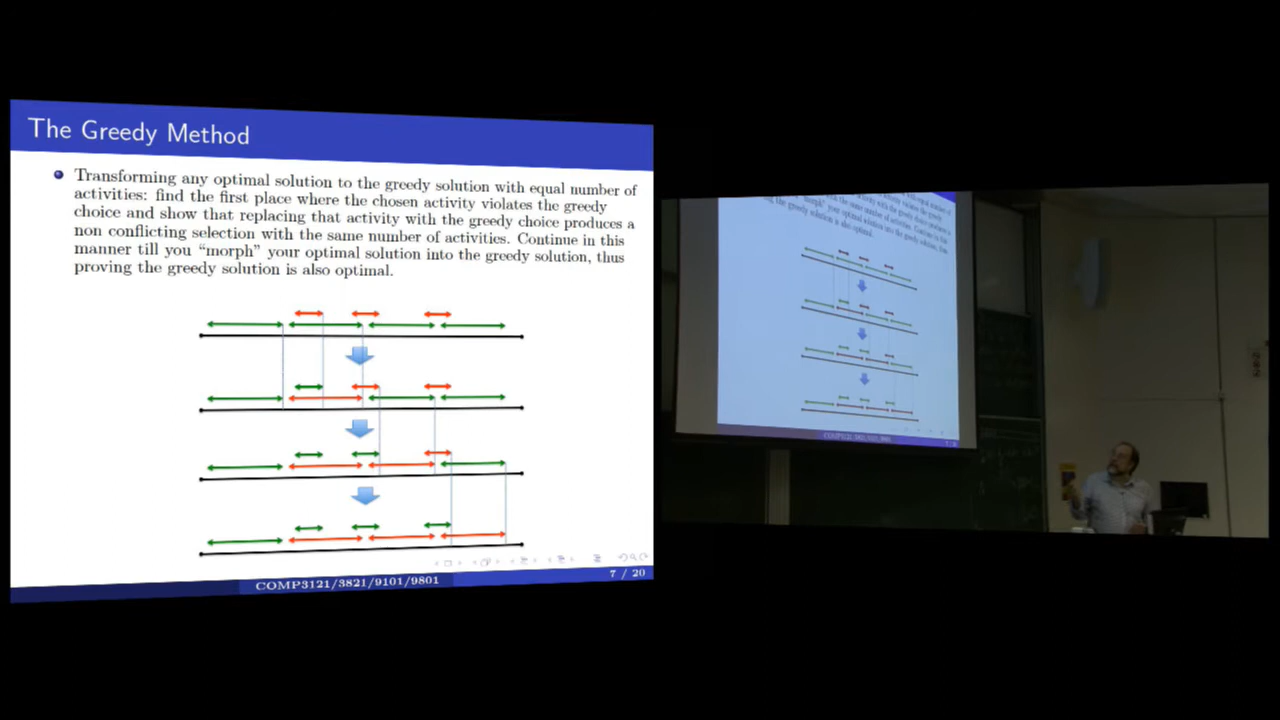 The Greedy Method
Transforming any optimal solution to the greedy solution with equal number of
activities: find the first place where the chosen activity violates the greedy
choice and show that replacing that activity with the greedy choice produces a
non conflicting selection with the same number of activities. Continue in this
manner till you “morph” your optimal solution into the greedy solution, thus
proving the greedy solution is also optimal.
COMP3121/3821/9101/9801
7 / 20